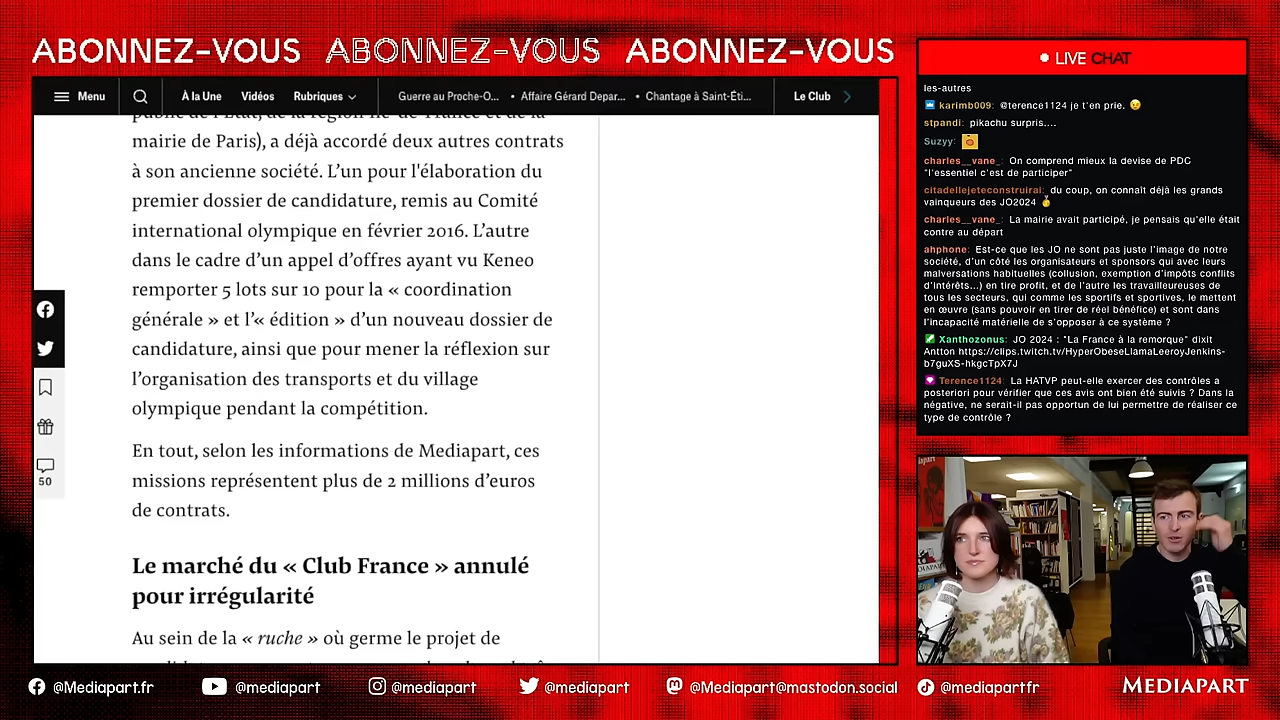 ABONNEZ-VOUS ABONNEZ-VOUS ABONNEZ-VOUS
Menu
À la Une Vidéos Rubriques
Guerre au Proche-O... • Affaire Gérard Depar... • Chantage à Saint-Éti...
Le Club
mairie de Paris), a déjà accordé deux autres contrats
à son ancienne société. L’un pour l'élaboration du
premier dossier de candidature, remis au Comité
international olympique en février 2016. L’autre
dans le cadre d’un appel d’offres ayant vu Keneo
remporter 5 lots sur 10 pour la « coordination
générale » et l’« édition » d’un nouveau dossier de
candidature, ainsi que pour mener la réflexion sur
l’organisation des transports et du village
olympique pendant la compétition.
En tout, selon les informations de Mediapart, ces
missions représentent plus de 2 millions d’euros
de contrats.
Le marché du « Club France » annulé
pour irrégularité
Au sein de la « ruche » où germe le projet de
50
LIVE CHAT
les-autres
karimb009: @terence1124 je t'en prie. 😉
stpandi: pikachu surpris....
Suzyy:
charles__vane_: On comprend mieux la devise de PDC
"l'essentiel c'est de participer"
citadellejeteconstruirai: du coup, on connaît déjà les grands
vainqueurs des JO2024 🥇
charles__vane_: La mairie avait participé, je pensais qu'elle était
contre au départ
ahphone: Est-ce que les JO ne sont pas juste l'image de notre
société, d'un côté les organisateurs et sponsors qui avec leurs
malversations habituelles (collusion, exemption d'impôts conflits
d'intérêts...) en tire profit, et de l'autre les travailleureuses de
tous les secteurs, qui comme les sportifs et sportives, le mettent
en œuvre (sans pouvoir en tirer de réel bénéfice) et sont dans
l'incapacité matérielle de s'opposer à ce système ?
Xanthozonus: JO 2024 : "La France à la remorque" dixit
Antton https://clips.twitch.tv/HyperObeseLlamaLeeroyJenkins-
b7guXS-hkgcTpX7J
Terence1124: La HATVP peut-elle exercer des contrôles a
posteriori pour vérifier que ces avis ont bien été suivis ? Dans la
négative, ne serait-il pas opportun de lui permettre de réaliser ce
type de contrôle ?
@Mediapart.fr @mediapart @mediapart @mediapart @Mediapart@mastodon.social @mediapartfr MEDIAPART